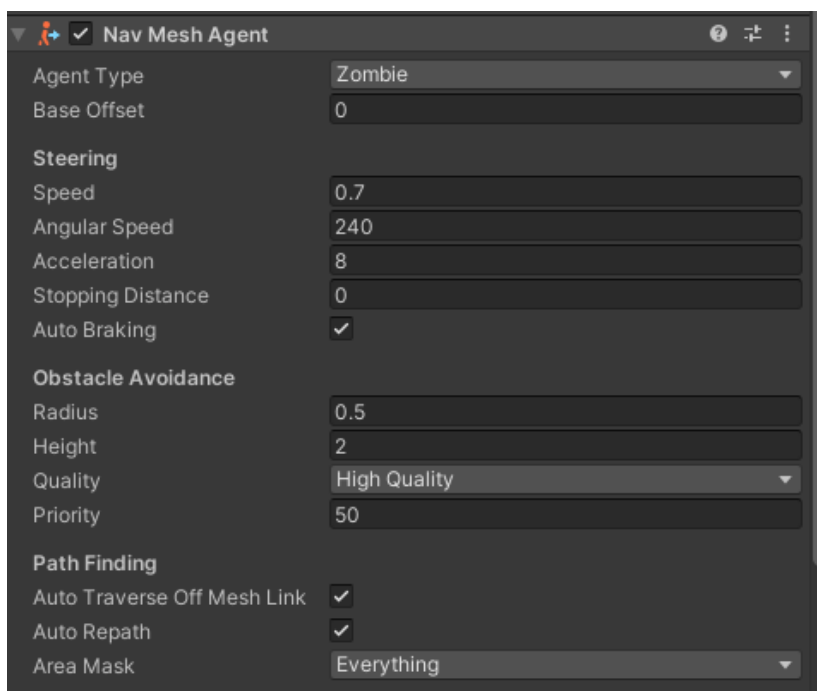 Nav Mesh Agent
Agent Type Zombie
Base Offset 0
Steering
Speed 0.7
Angular Speed 240
Acceleration 8
Stopping Distance 0
Auto Braking
Obstacle Avoidance
Radius 0.5
Height 2
Quality High Quality
Priority 50
Path Finding
Auto Traverse Off Mesh Link
Auto Repath
Area Mask Everything